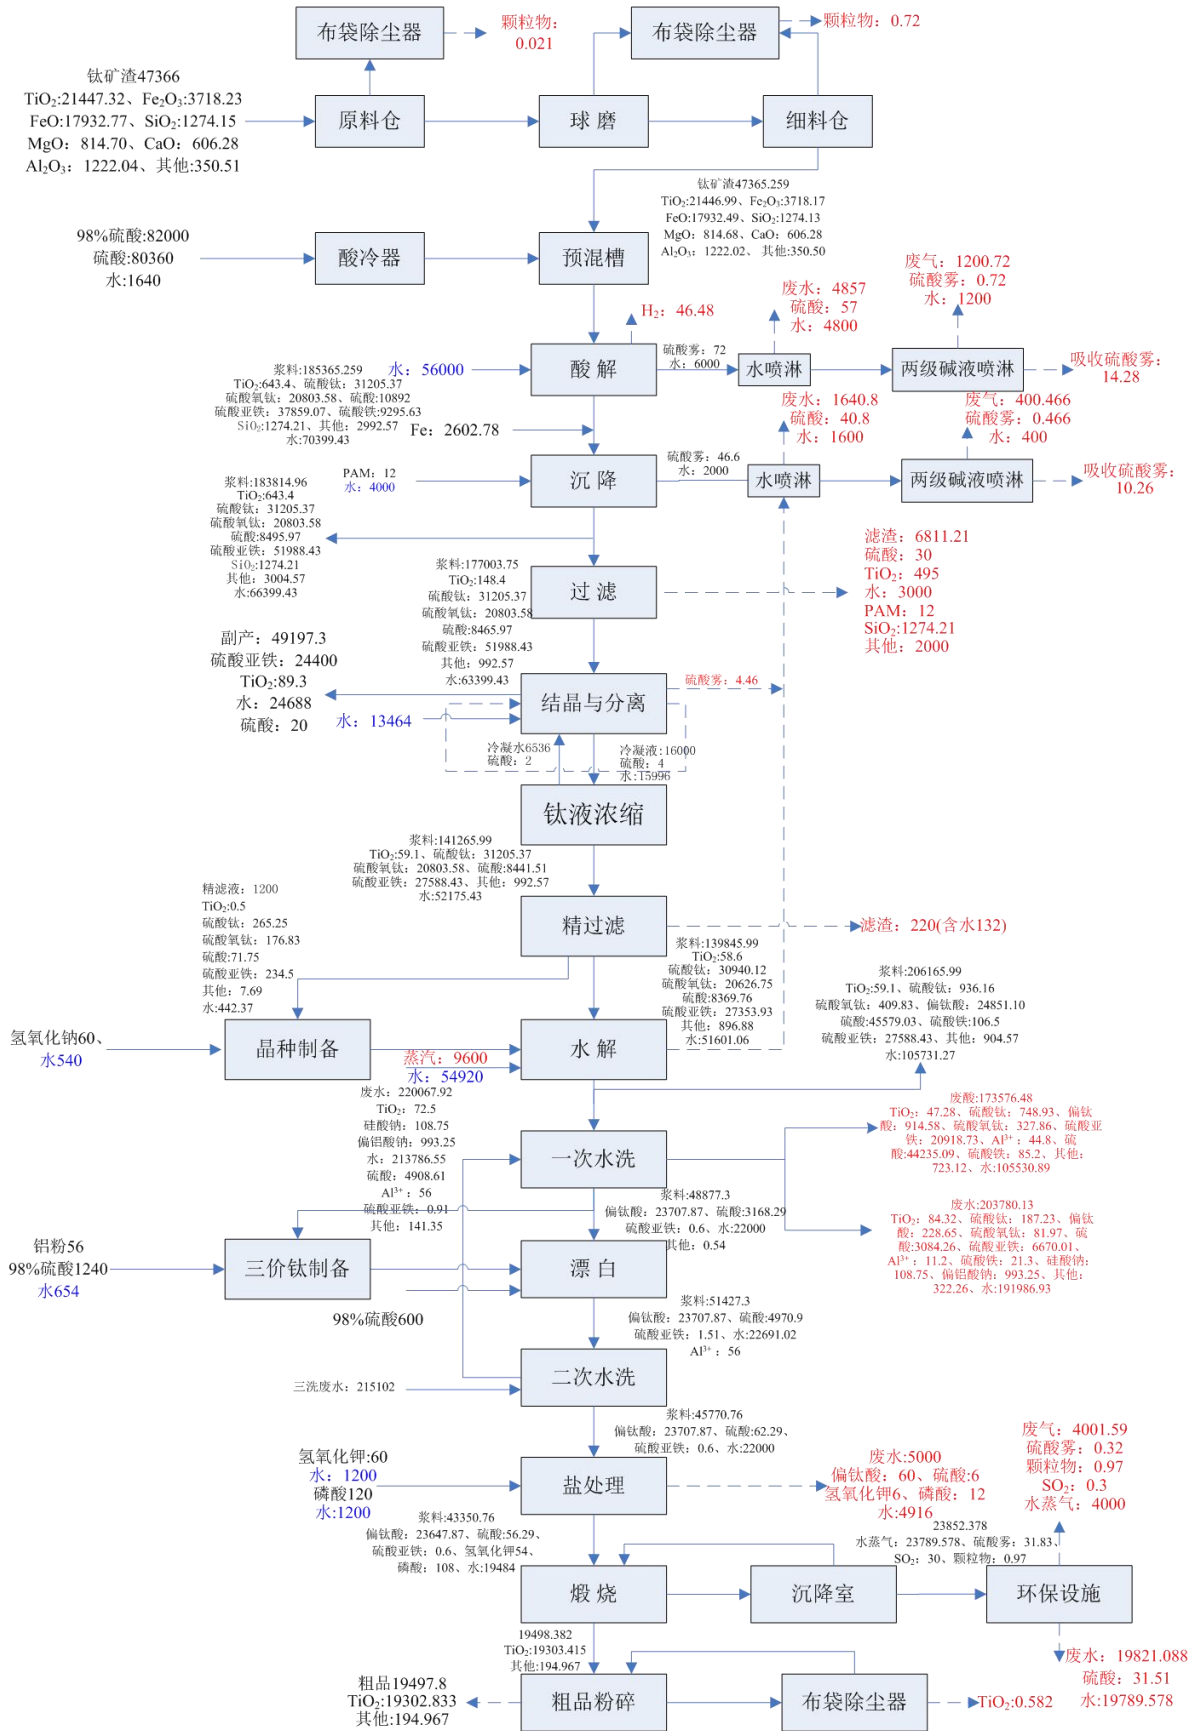 布袋除尘器
颗粒物：
0.021
布袋除尘器
颗粒物：0.72
钛矿渣47366
TiO₂:21447.32、Fe₂O₃:3718.23
FeO:17932.77、SiO₂:1274.15
MgO：814.70、CaO：606.28
Al₂O₃：1222.04、其他:350.51
原料仓
球 磨
细料仓
钛矿渣47365.259
TiO₂:21446.99、Fe₂O₃:3718.17
FeO:17932.49、SiO₂:1274.13
MgO：814.68、CaO：606.28
Al₂O₃：1222.02、其他:350.50
98%硫酸:82000
硫酸:80360
水:1640
酸冷器
预混槽
H₂：46.48
废水：4857
硫酸：57
水：4800
废气：1200.72
硫酸雾：0.72
水：1200
浆料:185365.259
TiO₂:643.4、硫酸钛：31205.37
硫酸氧钛：20803.58、硫酸:10892
硫酸亚铁：37859.07、硫酸铁:9295.63
SiO₂:1274.21、其他：2992.57
水:70399.43
水：56000
酸 解
硫酸雾：72
水：6000
水喷淋
两级碱液喷淋
吸收硫酸雾：
14.28
Fe：2602.78
废水：1640.8
硫酸：40.8
水：1600
废气：400.466
硫酸雾：0.466
水：400
浆料：183814.96
TiO₂:643.4
硫酸钛：31205.37
硫酸氧钛：20803.58
硫酸:8495.97
硫酸亚铁：51988.43
SiO₂:1274.21
其他：3004.57
水:66399.43
PAM：12
水：4000
沉 降
硫酸雾：46.6
水：2000
水喷淋
两级碱液喷淋
吸收硫酸雾：
10.26
浆料:177003.75
TiO₂:148.4
硫酸钛：31205.37
硫酸氧钛：20803.58
硫酸:8465.97
硫酸亚铁：51988.43
其他：992.57
水:63399.43
过 滤
滤渣：6811.21
硫酸：30
TiO₂：495
水：3000
PAM：12
SiO₂:1274.21
其他：2000
副产：49197.3
硫酸亚铁：24400
TiO₂:89.3
水：24688
硫酸：20
水：13464
结晶与分离
硫酸雾：4.46
冷凝水6536
硫酸：2
冷凝液:16000
硫酸：4
水:15996
钛液浓缩
浆料:141265.99
TiO₂:59.1、硫酸钛：31205.37
硫酸氧钛：20803.58、硫酸:8441.51
硫酸亚铁：27588.43、其他：992.57
水:52175.43
精滤液：1200
TiO₂:0.5
硫酸钛：265.25
硫酸氧钛：176.83
硫酸:71.75
硫酸亚铁：234.5
其他：7.69
水:442.37
精过滤
滤渣：220(含水132)
浆料:139845.99
TiO₂:58.6
硫酸钛：30940.12
硫酸氧钛：20626.75
硫酸:8369.76
硫酸亚铁：27353.93
其他：896.88
水:51601.06
浆料：206165.99
TiO₂:59.1、硫酸钛：936.16
硫酸氧钛：409.83、偏钛酸：24851.10
硫酸:45579.03、硫酸铁:106.5
硫酸亚铁：27588.43、其他：904.57
水:105731.27
氢氧化钠60、
水540
晶种制备
蒸汽：9600
水：54920
水 解
废水：220067.92
TiO₂：72.5
硅酸钠：108.75
偏铝酸钠：993.25
水：213786.55
硫酸：4908.61
Al³⁺：56
硫酸亚铁：0.91
其他：141.35
一次水洗
废酸:173576.48
TiO₂：47.28、硫酸钛：748.93、偏钛
酸：914.58、硫酸氧钛：327.86、硫酸亚
铁：20918.73、Al³⁺：44.8、硫
酸:44235.09、硫酸铁：85.2、其他：
723.12、水:105530.89
浆料:48877.3
偏钛酸：23707.87、硫酸:3168.29
硫酸亚铁：0.6、水:22000
其他：0.54
废水:203780.13
TiO₂：84.32、硫酸钛：187.23、偏钛
酸：228.65、硫酸氧钛：81.97、硫
酸:3084.26、硫酸亚铁：6670.01、
Al³⁺：11.2、硫酸铁：21.3、硅酸钠：
108.75、偏铝酸钠：993.25、其他：
322.26、水:191986.93
铝粉56
98%硫酸1240
水654
三价钛制备
漂 白
98%硫酸600
浆料:51427.3
偏钛酸：23707.87、硫酸:4970.9
硫酸亚铁：1.51、水:22691.02
Al³⁺：56
三洗废水：215102
二次水洗
浆料:45770.76
偏钛酸：23707.87、硫酸:62.29、
硫酸亚铁：0.6、水:22000
氢氧化钾:60
水：1200
磷酸120
水:1200
盐处理
废水:5000
偏钛酸：60、硫酸:6
氢氧化钾6、磷酸：12
水:4916
废气：4001.59
硫酸雾：0.32
颗粒物：0.97
SO₂：0.3
水蒸气：4000
浆料:43350.76
偏钛酸：23647.87、硫酸:56.29、
硫酸亚铁：0.6、氢氧化钾54、
磷酸：108、水:19484
23852.378
水蒸气：23789.578、硫酸雾：31.83、
SO₂：30、颗粒物：0.97
煅 烧
沉降室
环保设施
19498.382
TiO₂:19303.415
其他:194.967
废水：19821.088
硫酸：31.51
水:19789.578
粗品19497.8
TiO₂:19302.833
其他:194.967
粗品粉碎
布袋除尘器
TiO₂:0.582